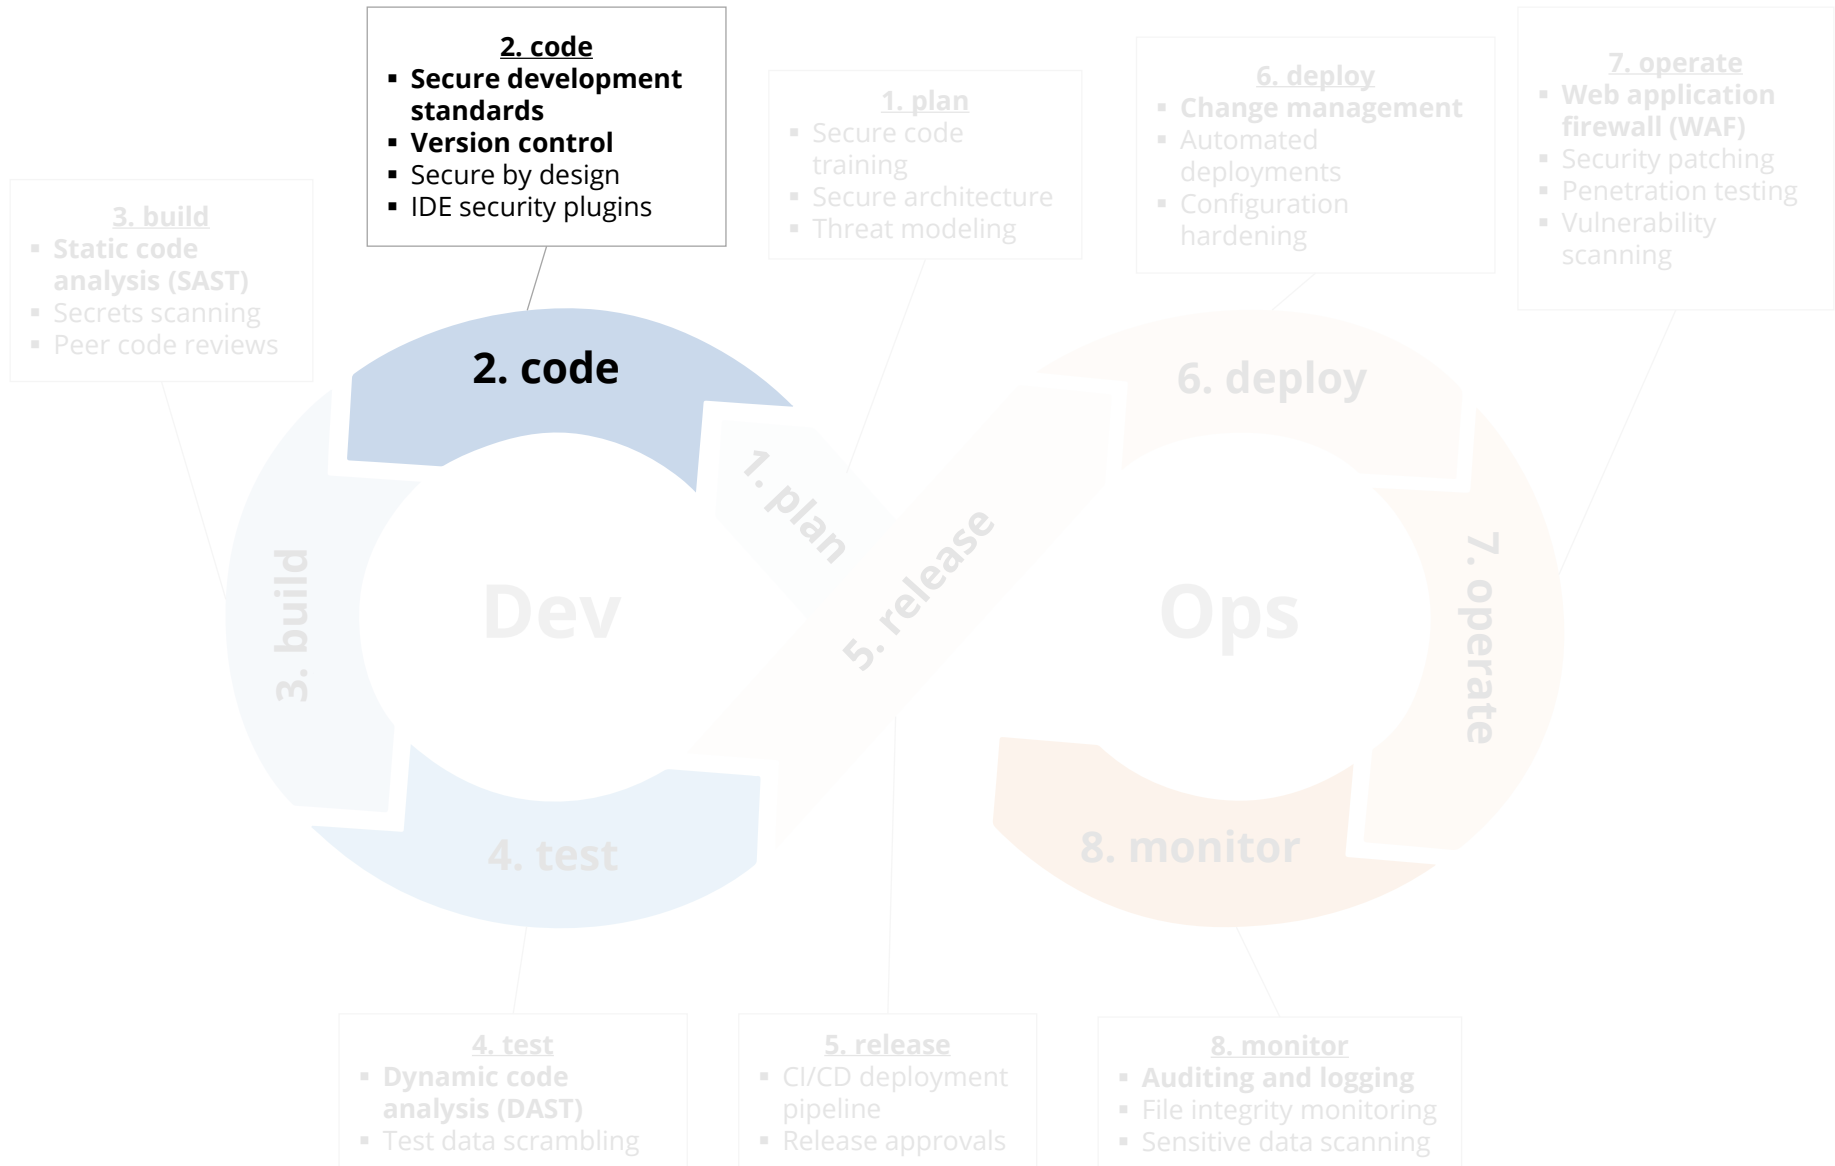 2. code
▪ Secure development
standards
▪ Version control
▪ Secure by design
▪ IDE security plugins
1. plan
▪ Secure code
training
▪ Secure architecture
▪ Threat modeling
6. deploy
▪ Change management
▪ Automated
deployments
▪ Configuration
hardening
7. operate
▪ Web application
firewall (WAF)
▪ Security patching
▪ Penetration testing
▪ Vulnerability
scanning
3. build
▪ Static code
analysis (SAST)
▪ Secrets scanning
▪ Peer code reviews
2. code
6. deploy
1. plan
5. release
3. build
Dev
Ops
7. operate
4. test
8. monitor
4. test
▪ Dynamic code
analysis (DAST)
▪ Test data scrambling
5. release
▪ CI/CD deployment
pipeline
▪ Release approvals
8. monitor
▪ Auditing and logging
▪ File integrity monitoring
▪ Sensitive data scanning